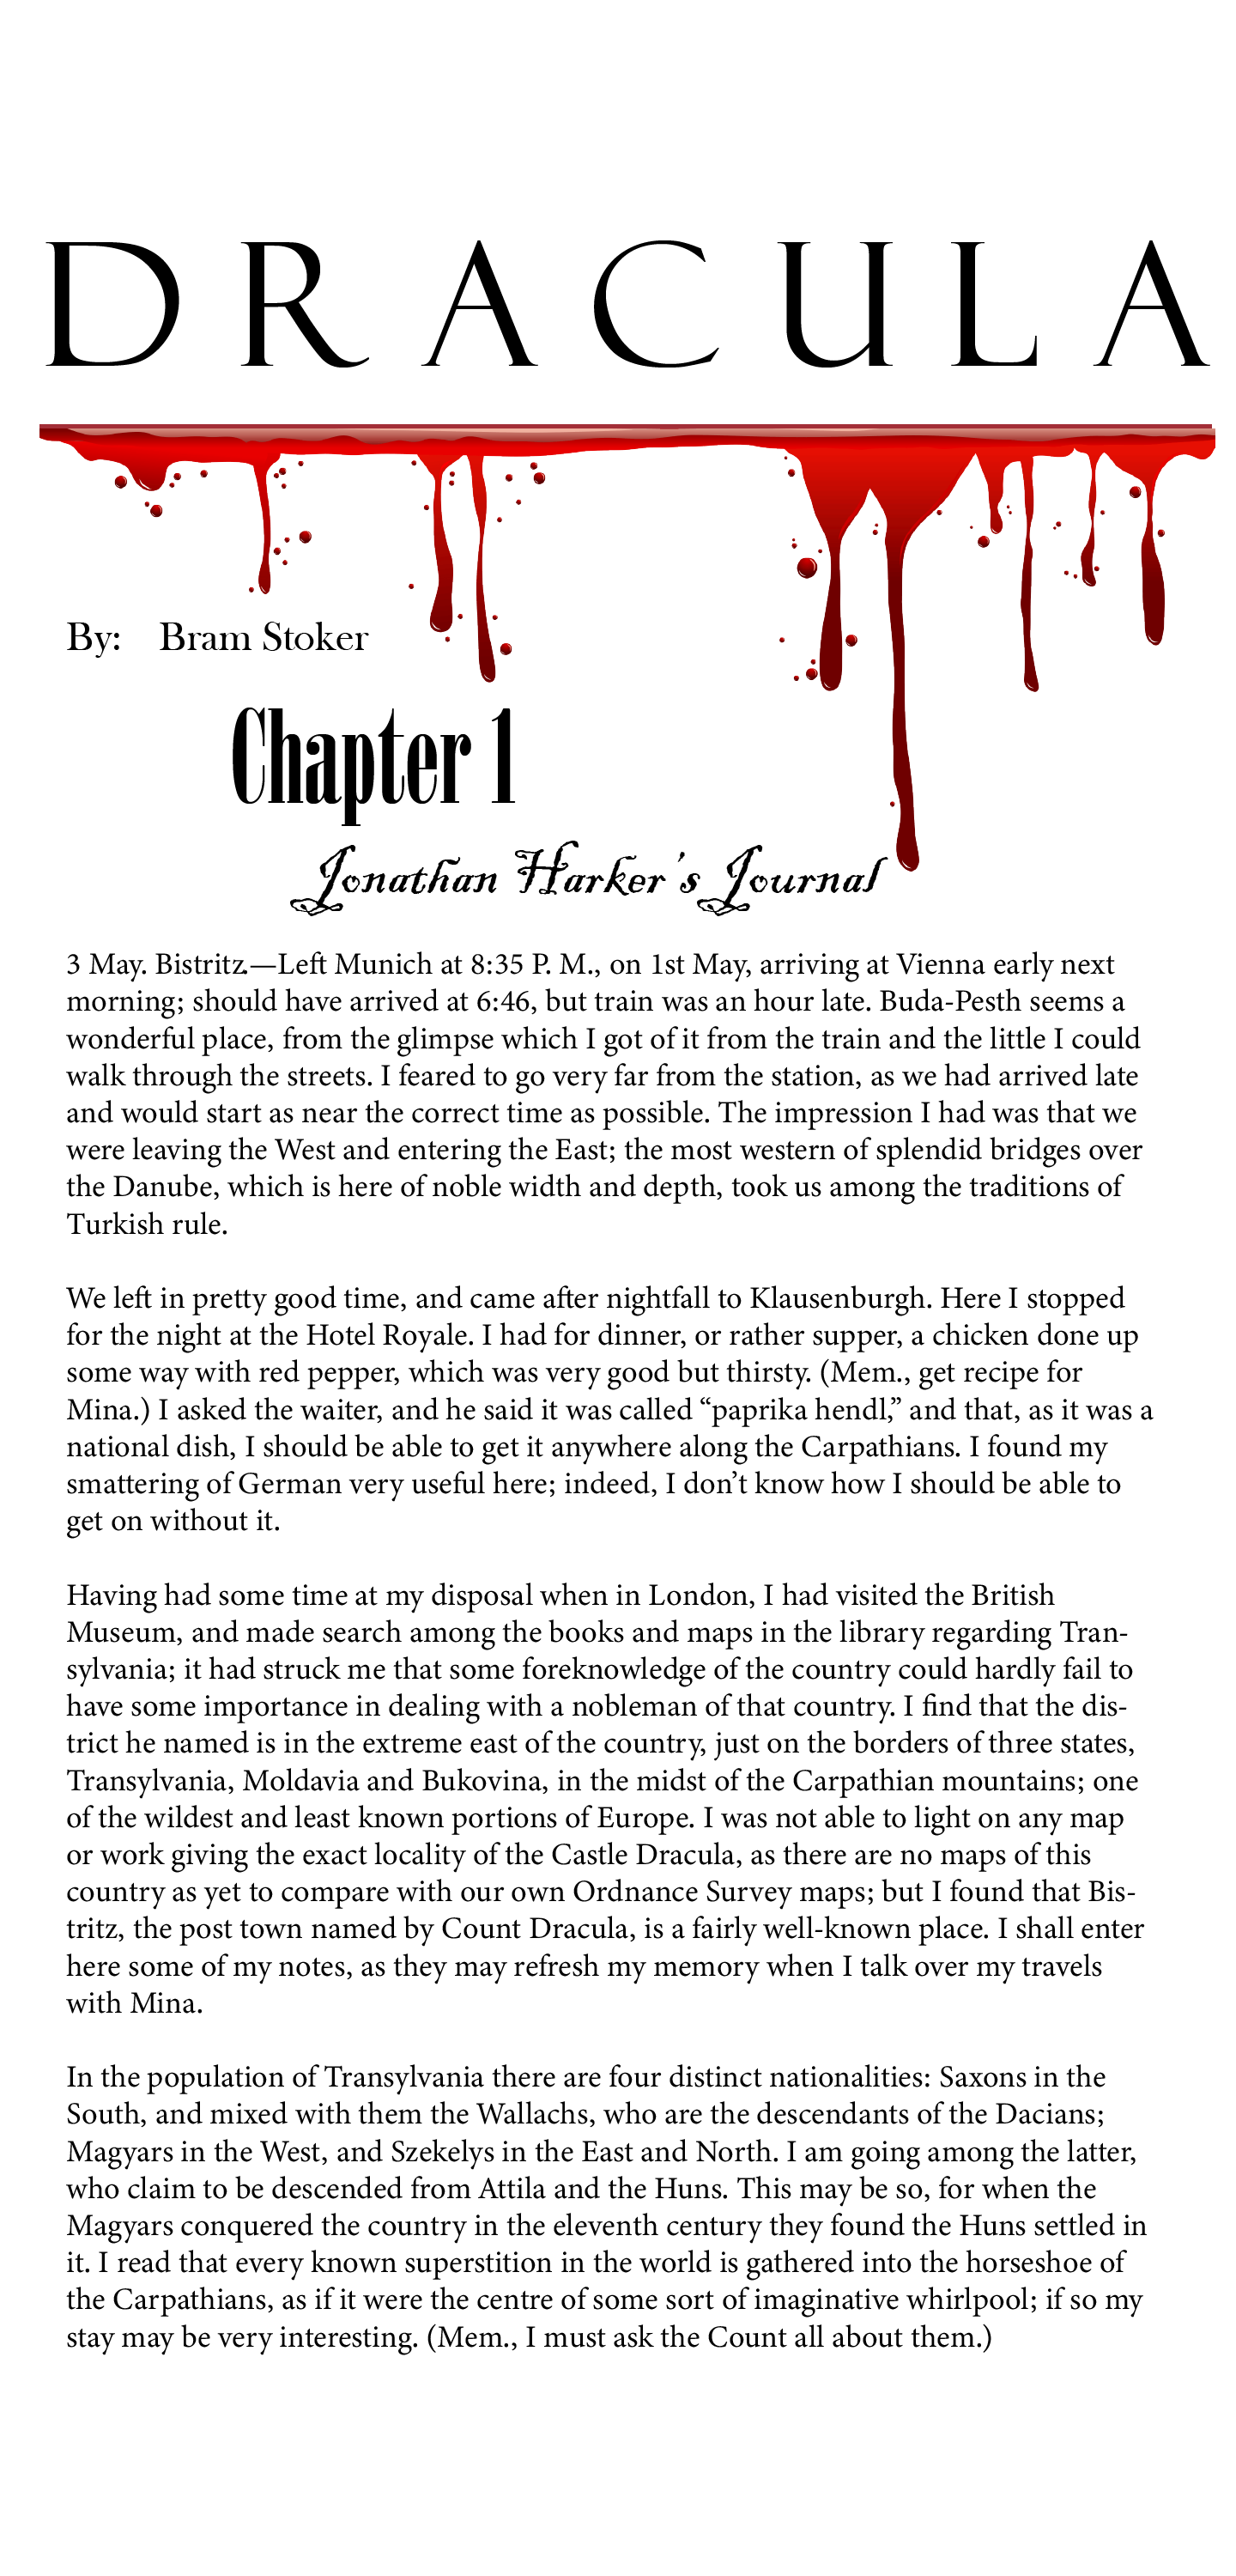 DRACULA
By: Bram Stoker
Chapter 1
Jonathan Harker's Journal
3 May. Bistritz.—Left Munich at 8:35 P. M., on 1st May, arriving at Vienna early next
morning; should have arrived at 6:46, but train was an hour late. Buda-Pesth seems a
wonderful place, from the glimpse which I got of it from the train and the little I could
walk through the streets. I feared to go very far from the station, as we had arrived late
and would start as near the correct time as possible. The impression I had was that we
were leaving the West and entering the East; the most western of splendid bridges over
the Danube, which is here of noble width and depth, took us among the traditions of
Turkish rule.
We left in pretty good time, and came after nightfall to Klausenburgh. Here I stopped
for the night at the Hotel Royale. I had for dinner, or rather supper, a chicken done up
some way with red pepper, which was very good but thirsty. (Mem., get recipe for
Mina.) I asked the waiter, and he said it was called “paprika hendl,” and that, as it was a
national dish, I should be able to get it anywhere along the Carpathians. I found my
smattering of German very useful here; indeed, I don’t know how I should be able to
get on without it.
Having had some time at my disposal when in London, I had visited the British
Museum, and made search among the books and maps in the library regarding Tran-
sylvania; it had struck me that some foreknowledge of the country could hardly fail to
have some importance in dealing with a nobleman of that country. I find that the dis-
trict he named is in the extreme east of the country, just on the borders of three states,
Transylvania, Moldavia and Bukovina, in the midst of the Carpathian mountains; one
of the wildest and least known portions of Europe. I was not able to light on any map
or work giving the exact locality of the Castle Dracula, as there are no maps of this
country as yet to compare with our own Ordnance Survey maps; but I found that Bis-
tritz, the post town named by Count Dracula, is a fairly well-known place. I shall enter
here some of my notes, as they may refresh my memory when I talk over my travels
with Mina.
In the population of Transylvania there are four distinct nationalities: Saxons in the
South, and mixed with them the Wallachs, who are the descendants of the Dacians;
Magyars in the West, and Szekelys in the East and North. I am going among the latter,
who claim to be descended from Attila and the Huns. This may be so, for when the
Magyars conquered the country in the eleventh century they found the Huns settled in
it. I read that every known superstition in the world is gathered into the horseshoe of
the Carpathians, as if it were the centre of some sort of imaginative whirlpool; if so my
stay may be very interesting. (Mem., I must ask the Count all about them.)